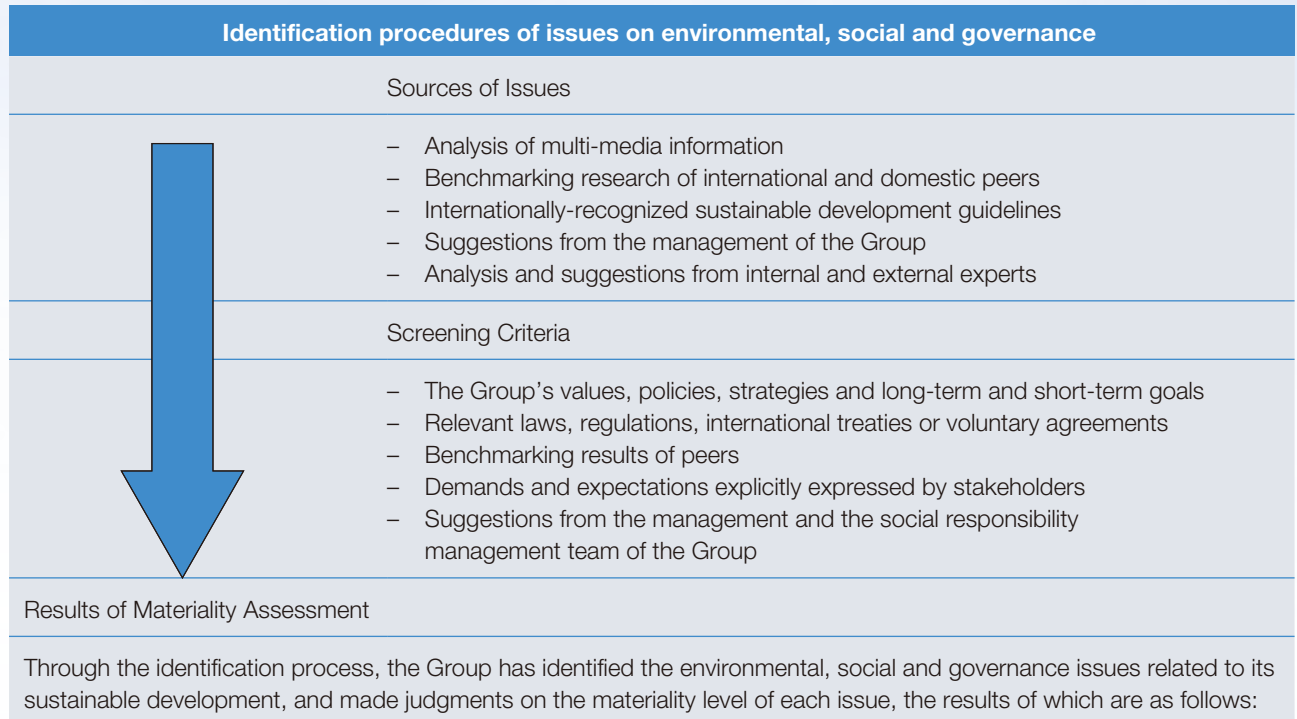 Identification procedures of issues on environmental, social and governance
Sources of Issues
– Analysis of multi-media information
– Benchmarking research of international and domestic peers
– Internationally-recognized sustainable development guidelines
– Suggestions from the management of the Group
– Analysis and suggestions from internal and external experts
Screening Criteria
– The Group's values, policies, strategies and long-term and short-term goals
– Relevant laws, regulations, international treaties or voluntary agreements
– Benchmarking results of peers
– Demands and expectations explicitly expressed by stakeholders
– Suggestions from the management and the social responsibility
management team of the Group
Results of Materiality Assessment
Through the identification process, the Group has identified the environmental, social and governance issues related to its
sustainable development, and made judgments on the materiality level of each issue, the results of which are as follows: